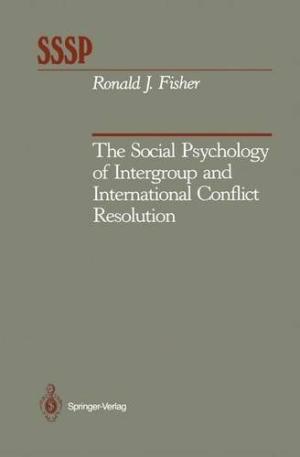 SSSP
Ronald J. Fisher
The Social Psychology
of Intergroup and
International Conflict
Resolution
Springer-Verlag